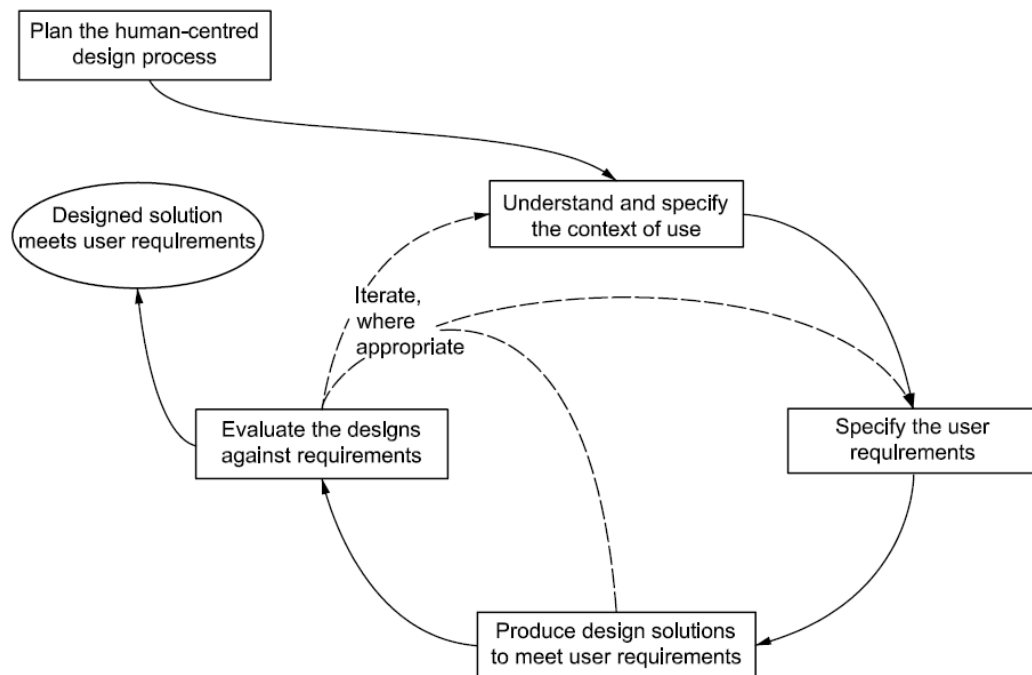 Plan the human-centred
design process
Understand and specify
the context of use
Designed solution
meets user requirements
Iterate,
where
appropriate
Evaluate the designs
against requirements
Specify the user
requirements
Produce design solutions
to meet user requirements